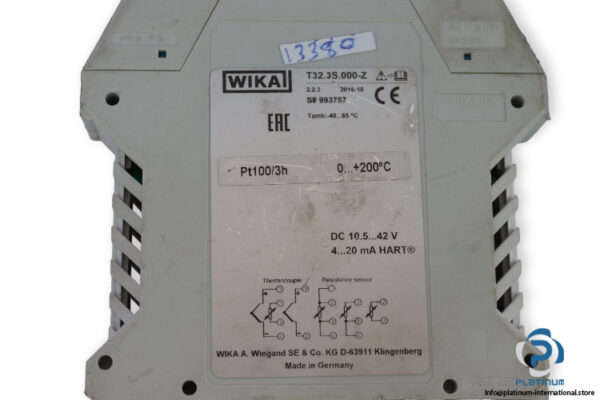 13380
WIKA
T32.3S.000-Z
2.2.3 2016-10
S# 993757
CE
EAC
Tamb: -40...85 °C
Pt100/3h 0...+200°C
DC 10.5...42 V
4...20 mA HART®
Thermocouple Resistance sensor
WIKA A. Wiegand SE & Co. KG D-63911 Klingenberg
Made in Germany
PLATINUM
INTERNATIONAL
Info@platinum-international.store